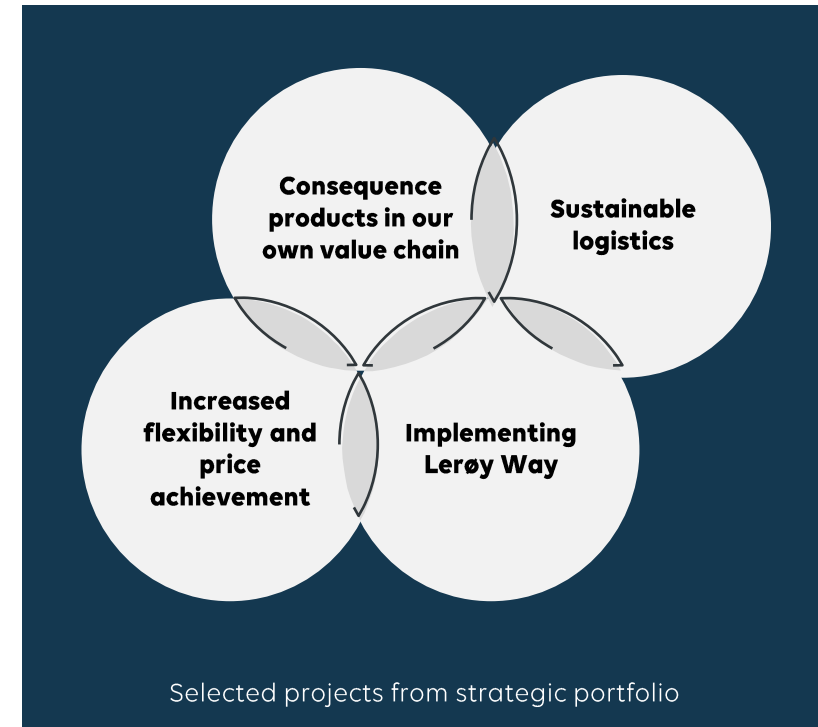 Consequence
products in our
own value chain
Sustainable
logistics
Increased
flexibility and
price
achievement
Implementing
Lerøy Way
Selected projects from strategic portfolio